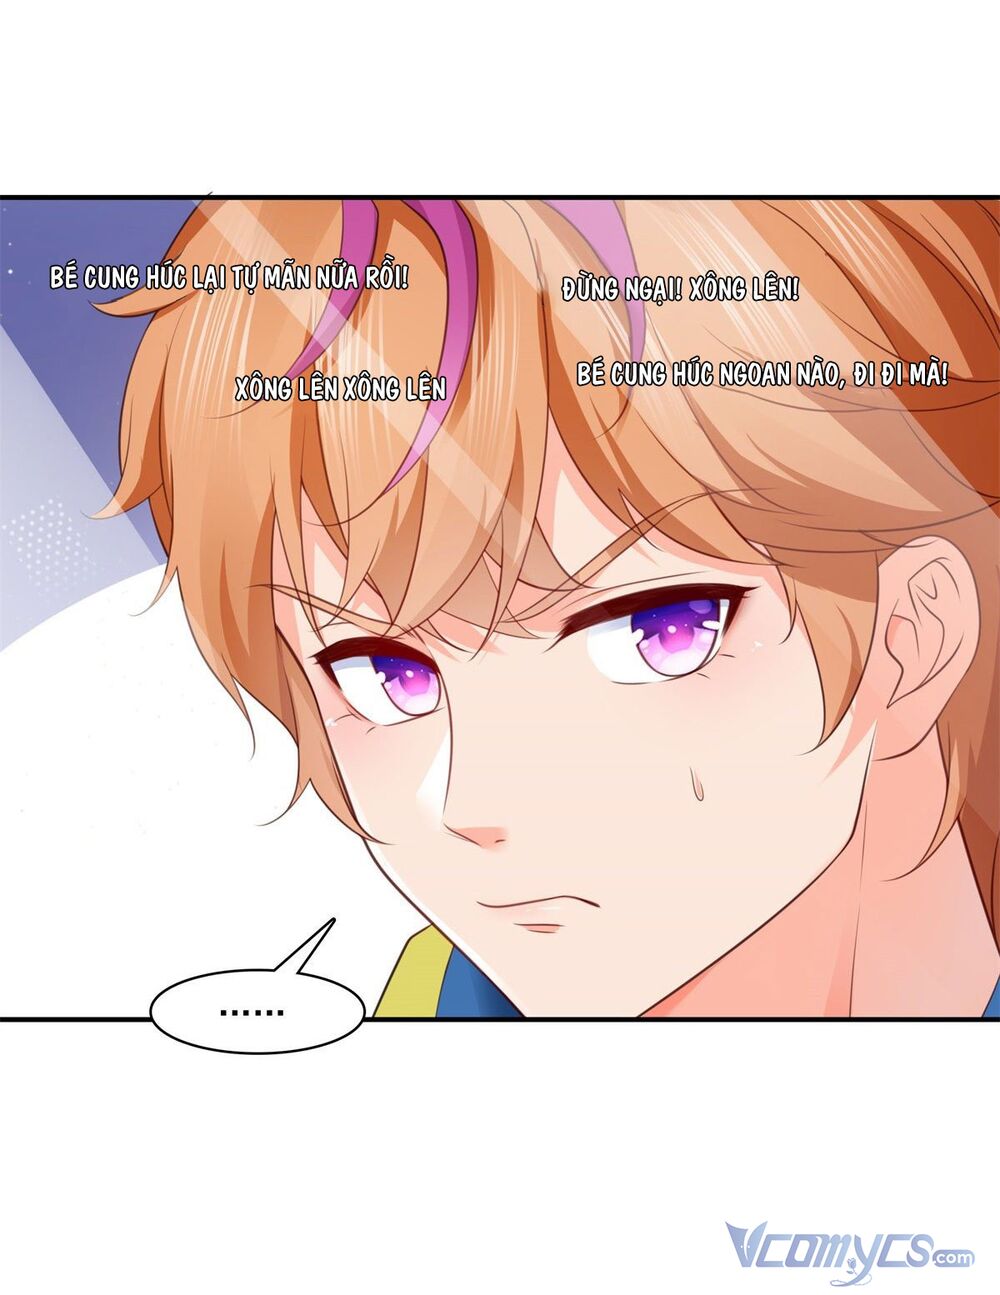 BÉ CUNG HÚC LẠI TỰ MÃN NỮA RỒI!
ĐỪNG NGẠI! XÔNG LÊN!
XÔNG LÊN XÔNG LÊN
BÉ CUNG HÚC NGOAN NÀO, ĐI ĐI MÀ!
......
Vcomycs.com